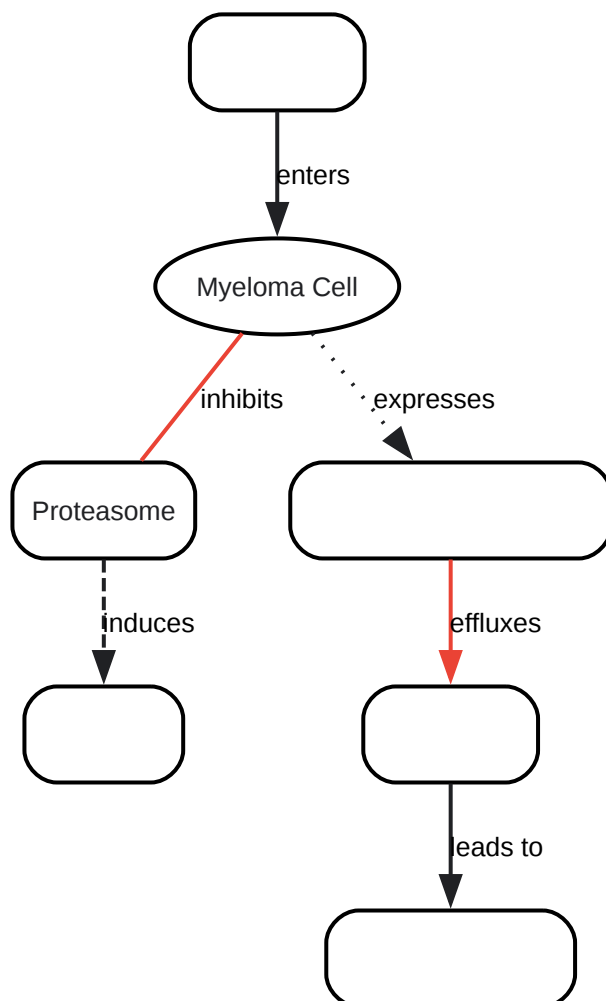 enters
Myeloma Cell
inhibits
expresses
Proteasome
induces
effluxes
leads to